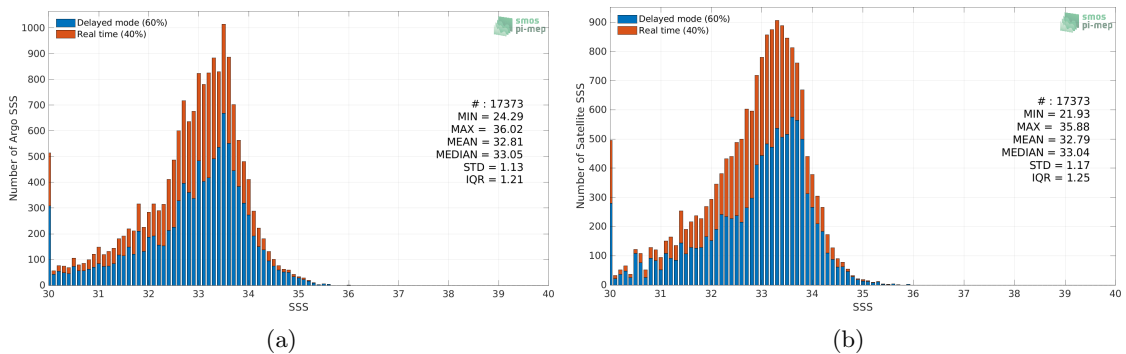 Delayed mode (60%)
Real time (40%)
smos
pi-mep
1000
900
800
700
600
500
400
300
200
100
0
Number of Argo SSS
# : 17373
MIN = 24.29
MAX = 36.02
MEAN = 32.81
MEDIAN = 33.05
STD = 1.13
IQR = 1.21
30 31 32 33 34 35 36 37 38 39 40
SSS
(a)
Delayed mode (60%)
Real time (40%)
smos
pi-mep
900
800
700
600
500
400
300
200
100
0
Number of Satellite SSS
# : 17373
MIN = 21.93
MAX = 35.88
MEAN = 32.79
MEDIAN = 33.04
STD = 1.17
IQR = 1.25
30 31 32 33 34 35 36 37 38 39 40
SSS
(b)